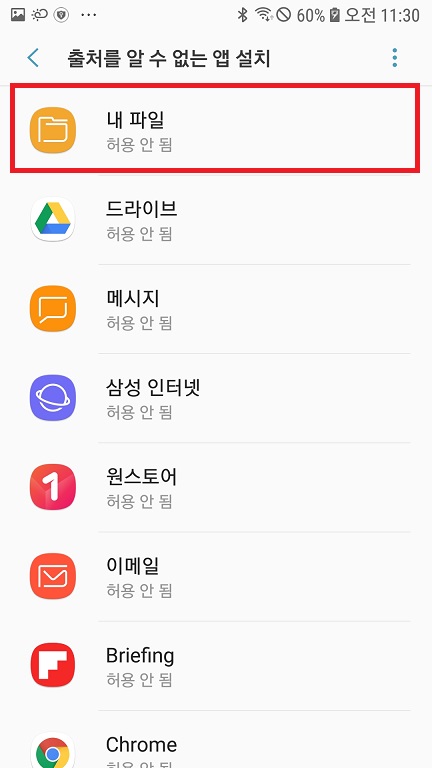 60% 오전 11:30
출처를 알 수 없는 앱 설치
내 파일
허용 안 됨
드라이브
허용 안 됨
메시지
허용 안 됨
삼성 인터넷
허용 안 됨
1
원스토어
허용 안 됨
이메일
허용 안 됨
Briefing
허용 안 됨
Chrome
허용 안 됨